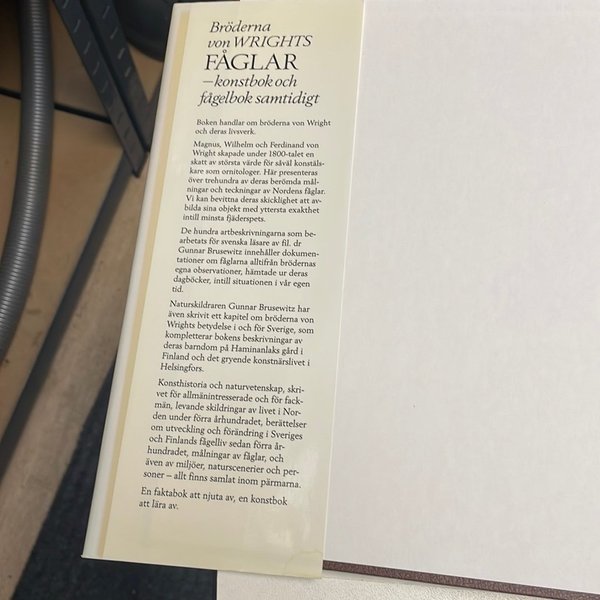 Bröderna
von WRIGHTS
FÅGLAR
– konstbok och
fågelbok samtidigt
Boken handlar om bröderna von Wright
och deras livsverk.
Magnus, Wilhelm och Ferdinand von
Wright skapade under 1800-talet en
skatt av största värde för såväl konstäls-
kare som ornitologer. Här presenteras
över trehundra av deras berömda mål-
ningar och teckningar av Nordens fåglar.
Vi kan bevittna deras skicklighet att av-
bilda sina objekt med yttersta exakthet
intill minsta fjäderspets.
De hundra artbeskrivningarna som be-
arbetats för svenska läsare av fil. dr
Gunnar Brusewitz innehåller dokumen-
tationer om fåglarna alltifrån brödernas
egna observationer, hämtade ur deras
dagböcker, intill situationen i vår egen
tid.
Naturskildraren Gunnar Brusewitz har
även skrivit ett kapitel om bröderna von
Wrights betydelse i och för Sverige, som
kompletterar bokens beskrivningar av
deras barndom på Haminanlaks gård i
Finland och det gryende konstnärslivet i
Helsingfors.
Konsthistoria och naturvetenskap, skri-
vet för allmänintresserade och för fack-
män, levande skildringar av livet i Nor-
den under förra århundradet, berättelser
om utveckling och förändring i Sveriges
och Finlands fågelliv sedan förra år-
hundradet, målningar av fåglar, och
även av miljöer, naturscenerier och per-
soner – allt finns samlat inom pärmarna.
En faktabok att njuta av, en konstbok
att lära av.